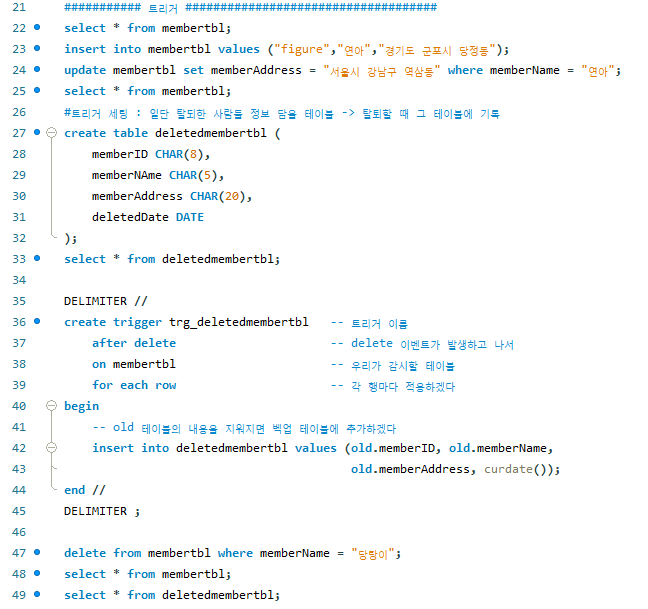 21 ########### 트리거 ####################################
22 select * from membertbl;
23 insert into membertbl values ("figure","연아","경기도 군포시 당정동");
24 update membertbl set memberAddress = "서울시 강남구 역삼동" where memberName = "연아";
25 select * from membertbl;
26 #트리거 세팅 : 일단 탈퇴한 사람들 정보 담을 테이블 -> 탈퇴할 때 그 테이블에 기록
27 create table deletedmembertbl (
28 memberID CHAR(8),
29 memberNAme CHAR(5),
30 memberAddress CHAR(20),
31 deletedDate DATE
32 );
33 select * from deletedmembertbl;
34
35 DELIMITER //
36 create trigger trg_deletedmembertbl -- 트리거 이름
37 after delete -- delete 이벤트가 발생하고 나서
38 on membertbl -- 우리가 감시할 테이블
39 for each row -- 각 행마다 적용하겠다
40 begin
41 -- old 테이블의 내용을 지워지면 백업 테이블에 추가하겠다
42 insert into deletedmembertbl values (old.memberID, old.memberName,
43 old.memberAddress, curdate());
44 end //
45 DELIMITER ;
46
47 delete from membertbl where memberName = "당탕이";
48 select * from membertbl;
49 select * from deletedmembertbl;